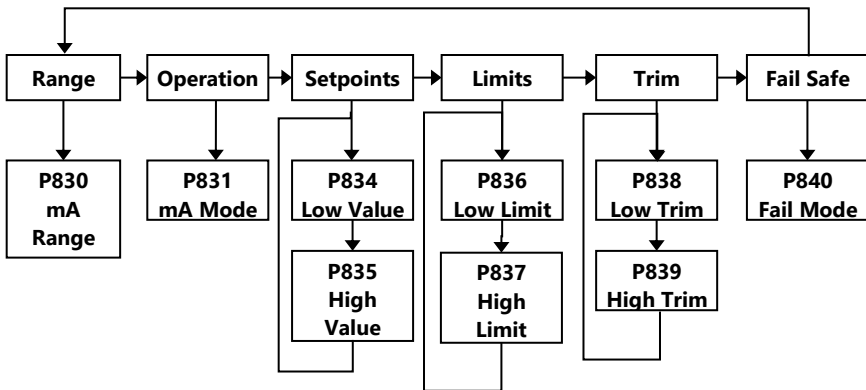 Range
Operation
Setpoints
Limits
Trim
Fail Safe
P830
mA
Range
P831
mA Mode
P834
Low Value
P835
High
Value
P836
Low Limit
P837
High
Limit
P838
Low Trim
P839
High Trim
P840
Fail Mode